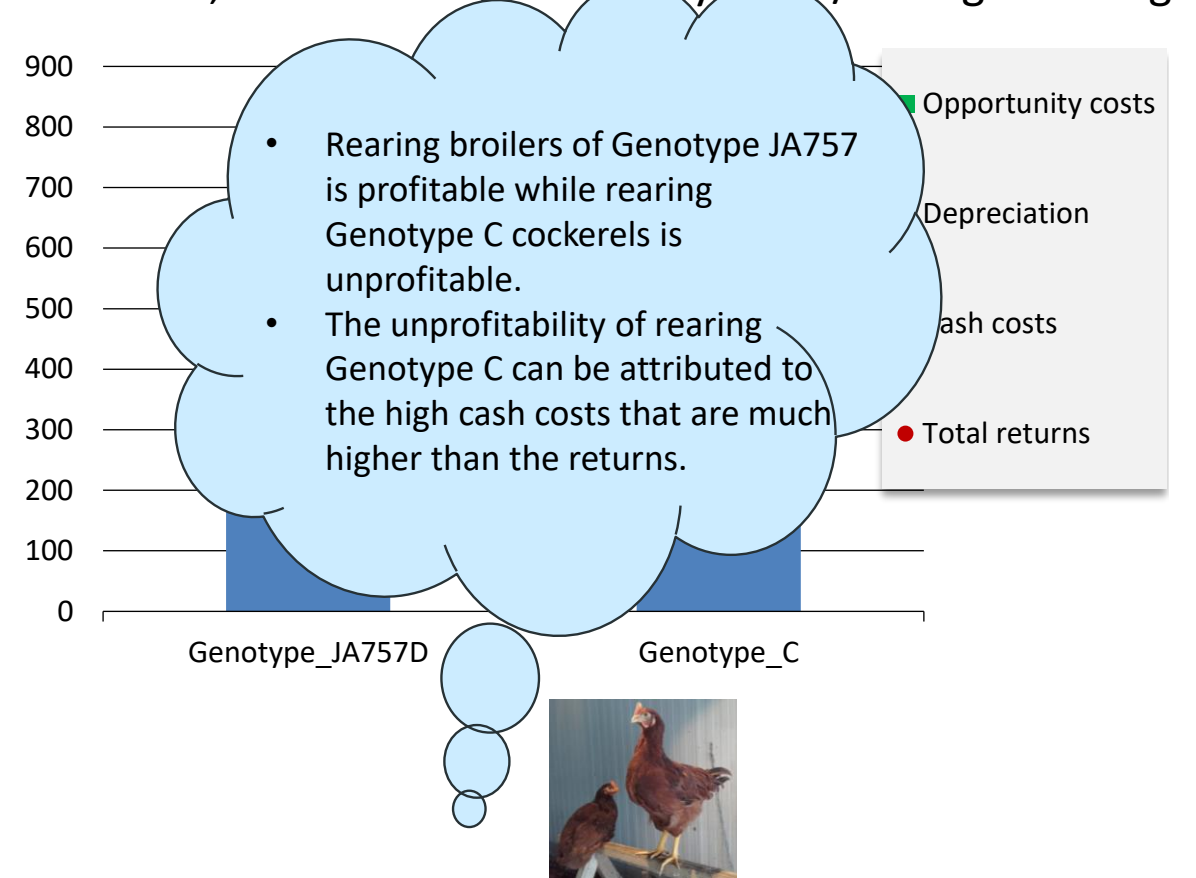 900
800
700
600
500
400
300
200
100
0
• Rearing broilers of Genotype JA757
is profitable while rearing
Genotype C cockerels is
unprofitable.
• The unprofitability of rearing
Genotype C can be attributed to
the high cash costs that are much
higher than the returns.
Opportunity costs
Depreciation
ash costs
Total returns
Genotype_JA757D
Genotype_C